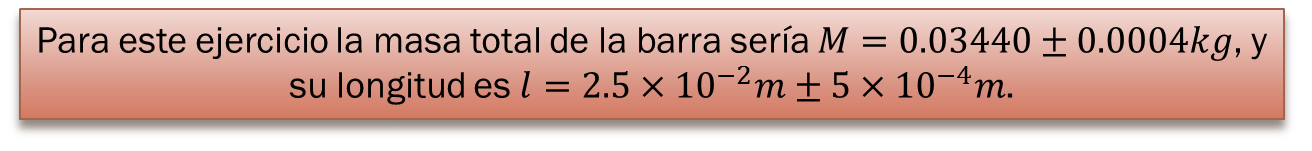 Para este ejercicio la masa total de la barra sería 𝑀 = 0.03440 ± 0.0004𝑘𝑔, y
su longitud es 𝑙 = 2.5 × 10⁻²𝑚 ± 5 × 10⁻⁴𝑚.